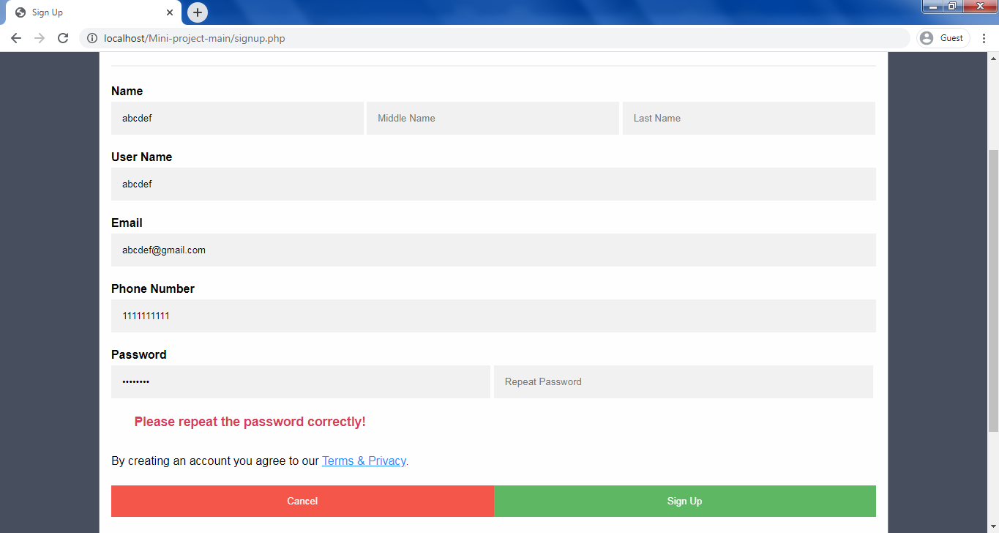 Sign Up
localhost/Mini-project-main/signup.php
Guest
Name
abcdef Middle Name Last Name
User Name
abcdef
Email
abcdef@gmail.com
Phone Number
1111111111
Password
•••••••• Repeat Password
Please repeat the password correctly!
By creating an account you agree to our Terms & Privacy.
Cancel Sign Up